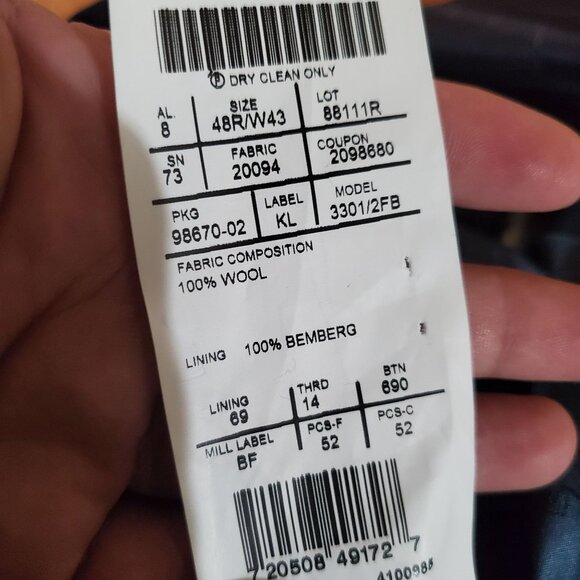 Ⓟ DRY CLEAN ONLY
AL. SIZE LOT
8 48R/W43 88111R
SN FABRIC COUPON
73 20094 2098680
PKG LABEL MODEL
98670-02 KL 3301/2FB
FABRIC COMPOSITION
100% WOOL
LINING 100% BEMBERG
LINING THRD BTN
69 14 690
MILL LABEL PCS-F PCS-C
BF 52 52
7 20508 49172 7
4100985